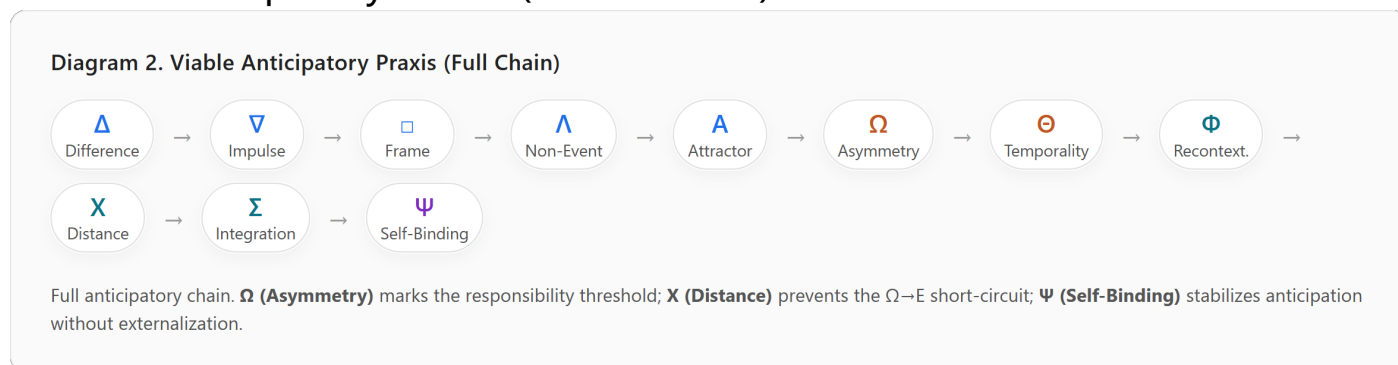 Diagram 2. Viable Anticipatory Praxis (Full Chain)
Δ → ∇ → □ → Λ → A → Ω → Θ → Φ →
Difference Impulse Frame Non-Event Attractor Asymmetry Temporality Recontext.
X → Σ → Ψ
Distance Integration Self-Binding
Full anticipatory chain. Ω (Asymmetry) marks the responsibility threshold; X (Distance) prevents the Ω→E short-circuit; Ψ (Self-Binding) stabilizes anticipation
without externalization.